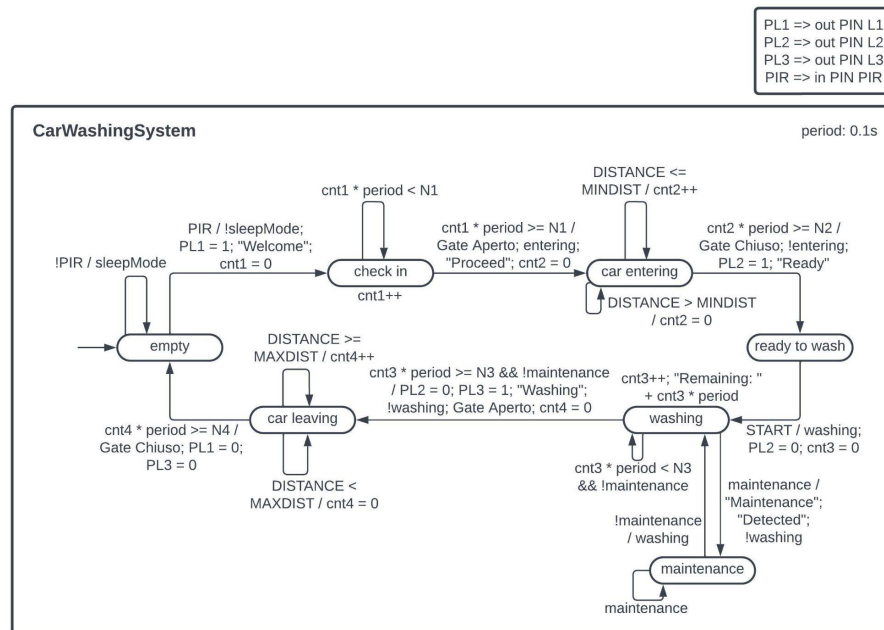 PL1 => out PIN L1
PL2 => out PIN L2
PL3 => out PIN L3
PIR => in PIN PIR
CarWashingSystem
period: 0.1s
!PIR / sleepMode
empty
PIR / !sleepMode;
PL1 = 1; "Welcome";
cnt1 = 0
cnt1 * period < N1
check in
cnt1++
cnt1 * period >= N1 /
Gate Aperto; entering;
"Proceed"; cnt2 = 0
DISTANCE <=
MINDIST / cnt2++
car entering
DISTANCE > MINDIST
/ cnt2 = 0
cnt2 * period >= N2 /
Gate Chiuso; !entering;
PL2 = 1; "Ready"
ready to wash
START / washing;
PL2 = 0; cnt3 = 0
cnt3++; "Remaining: "
+ cnt3 * period
washing
cnt3 * period < N3
&& !maintenance
maintenance /
"Maintenance";
"Detected";
!washing
!maintenance
/ washing
maintenance
maintenance
cnt3 * period >= N3 && !maintenance
/ PL2 = 0; PL3 = 1; "Washing";
!washing; Gate Aperto; cnt4 = 0
DISTANCE >=
MAXDIST / cnt4++
car leaving
DISTANCE <
MAXDIST / cnt4 = 0
cnt4 * period >= N4 /
Gate Chiuso; PL1 = 0;
PL3 = 0